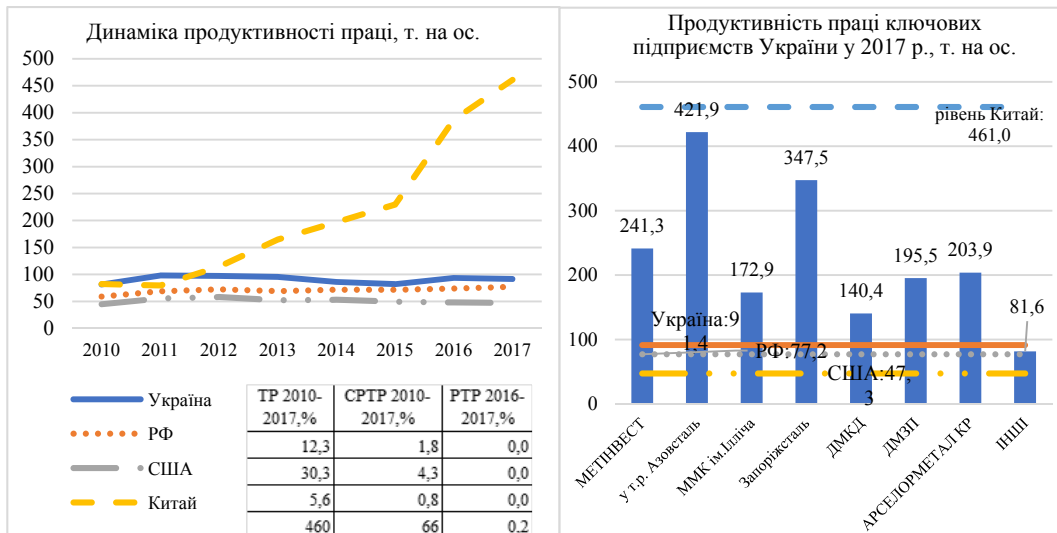 Динаміка продуктивності праці, т. на ос.
500
450
400
350
300
250
200
150
100
50
0
2010 2011 2012 2013 2014 2015 2016 2017
Україна
РФ
США
Китай
ТР 2010-2017,% СРТР 2010-2017,% РТР 2016-2017,%
12,3 1,8 0,0
30,3 4,3 0,0
5,6 0,8 0,0
460 66 0,2
Продуктивність праці ключових
підприємств України у 2017 р., т. на ос.
500
400
300
200
100
0
241,3
421,9
172,9
347,5
140,4
195,5
203,9
81,6
рівень Китай:
461,0
Україна:9
1,4
РФ:77,2
США:47,
3
МЕТІНВЕСТ
у т.р. Азовсталь
ММК ім.Ілліча
Запоріжсталь
ДМКД
ДМЗП
АРСЕЛОРМЕТАЛ КР
ІНШІ